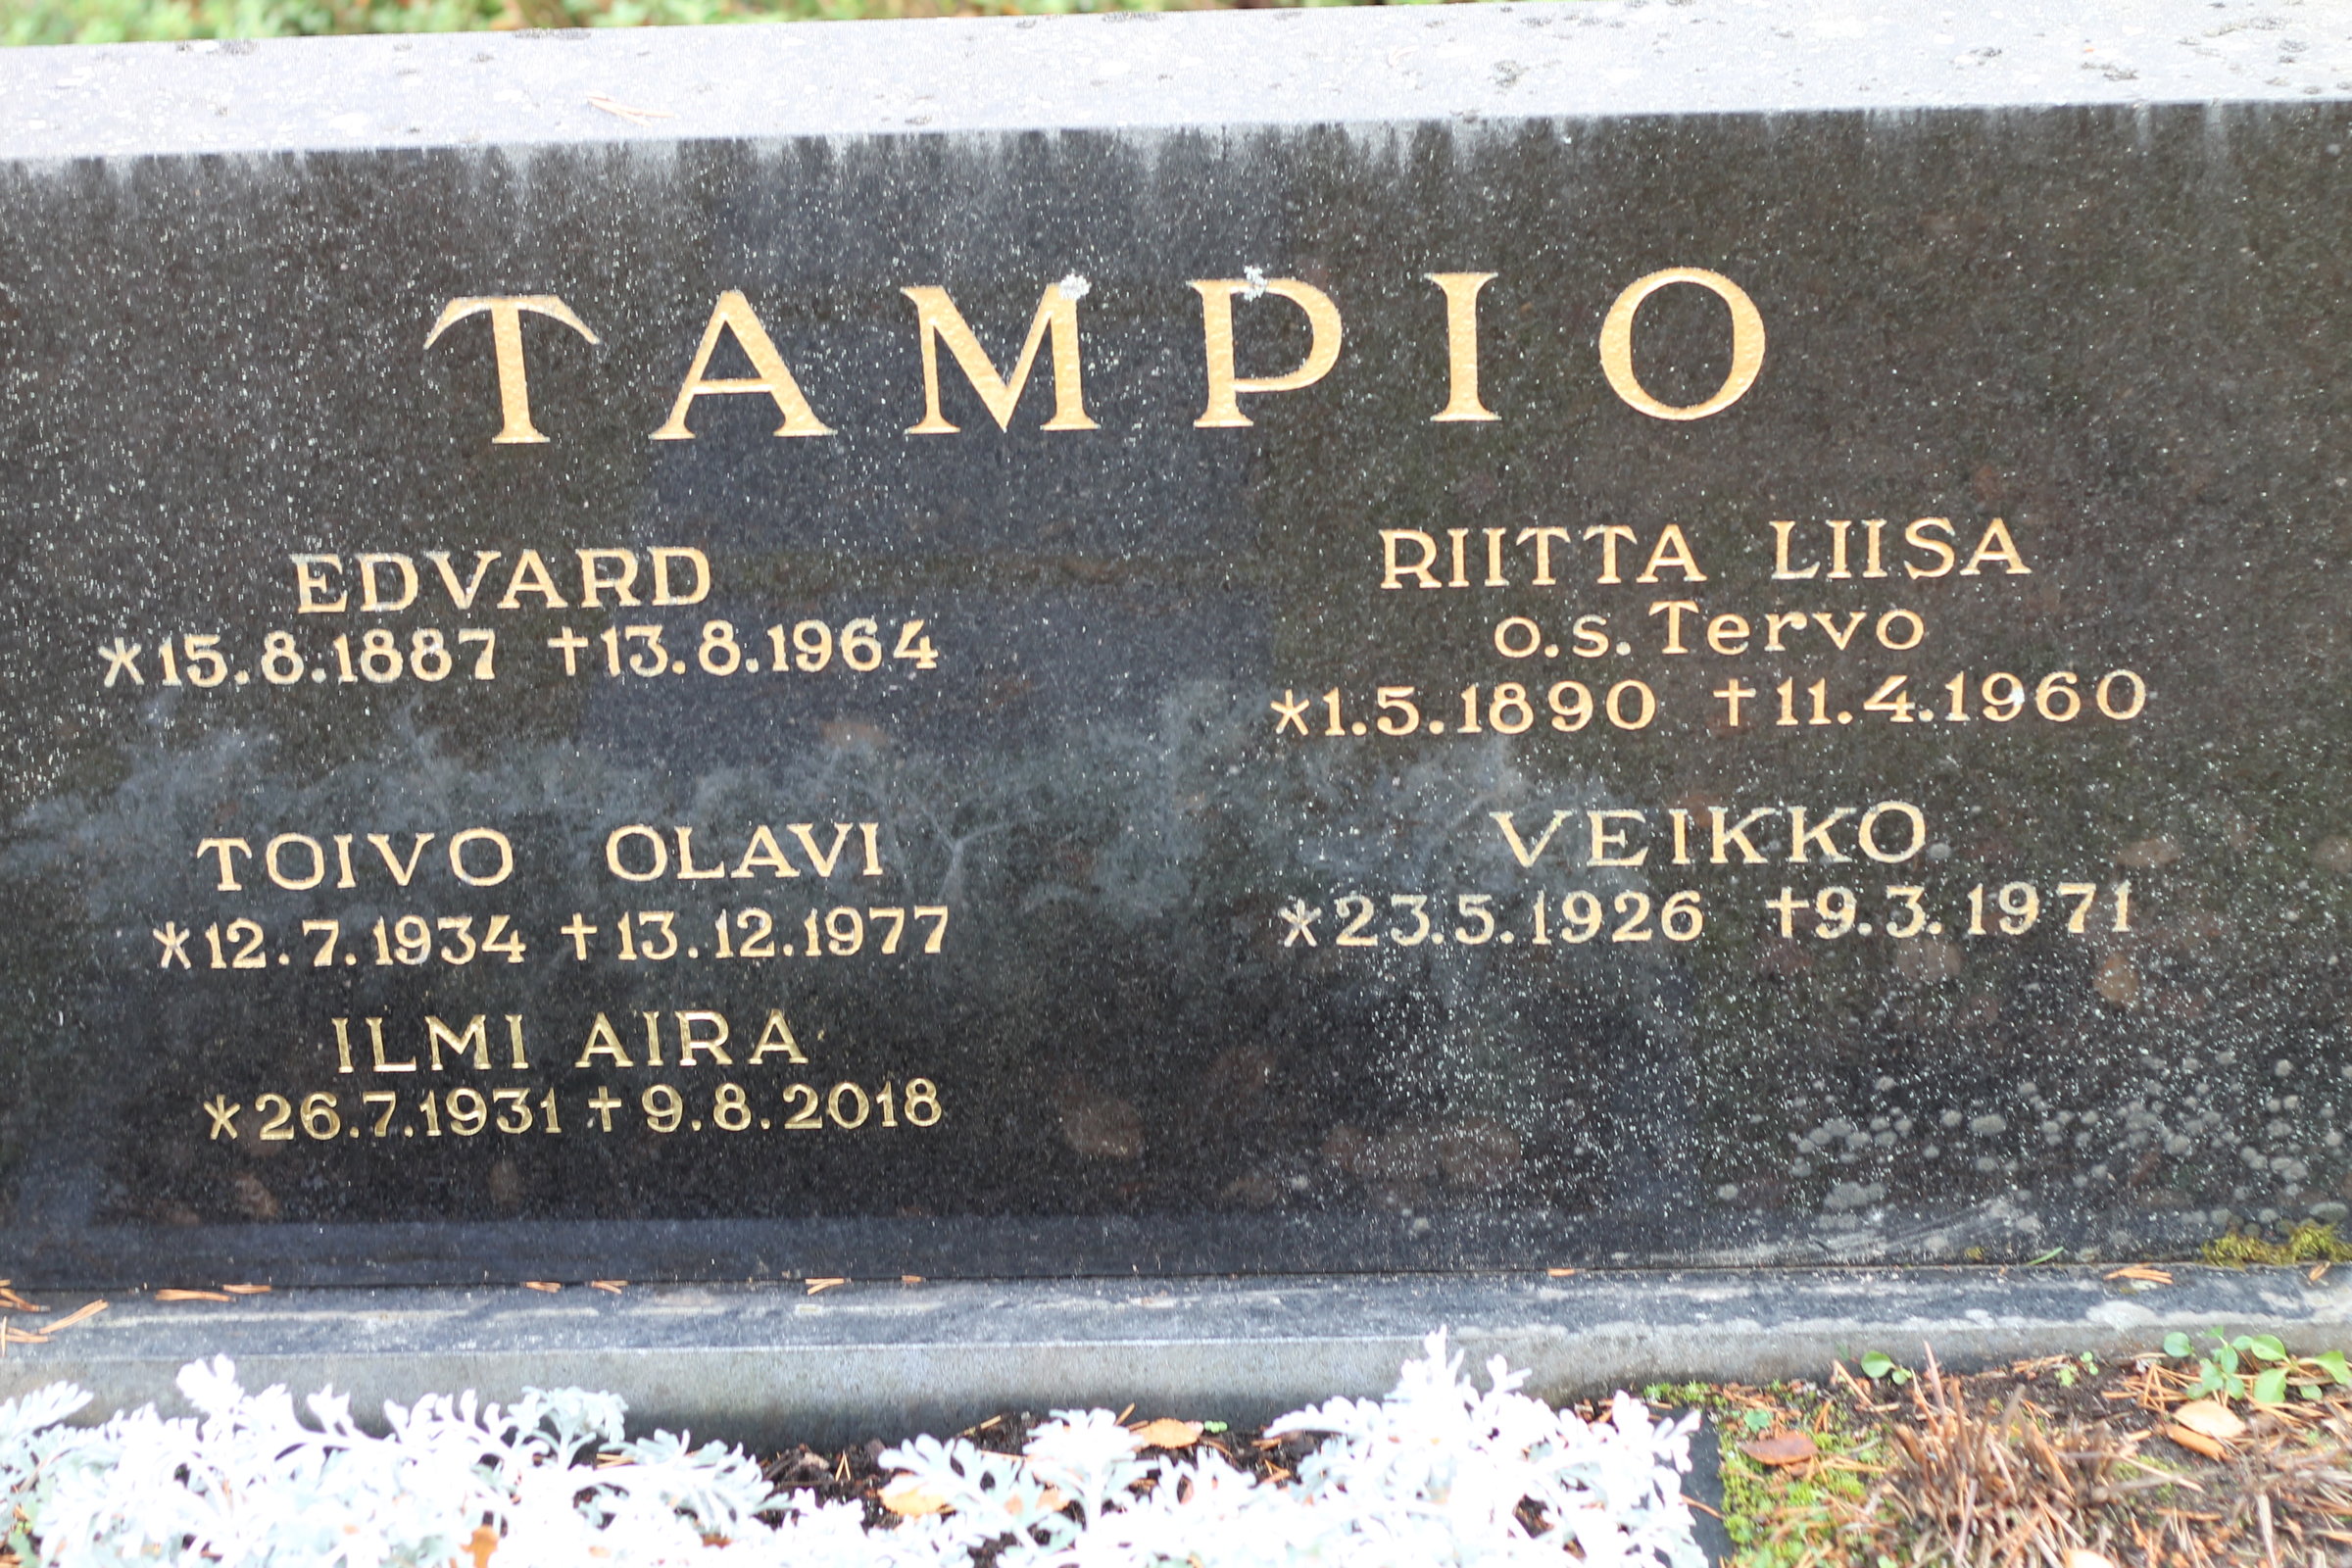 TAMPIO
EDVARD
*15.8.1887 †13.8.1964
RIITTA LIISA
o.s. Tervo
*1.5.1890 †11.4.1960
TOIVO OLAVI
*12.7.1934 †13.12.1977
VEIKKO
*23.5.1926 †9.3.1971
ILMI AIRA
*26.7.1931 †9.8.2018